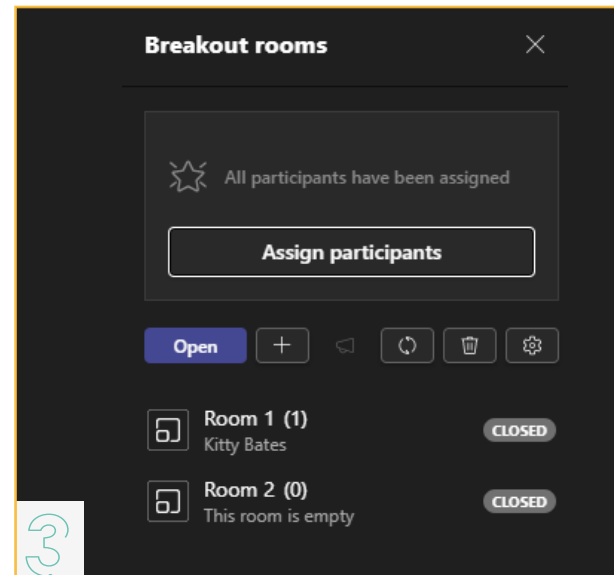 Breakout rooms
All participants have been assigned
Assign participants
Open
Room 1 (1)
CLOSED
Kitty Bates
Room 2 (0)
CLOSED
This room is empty
3